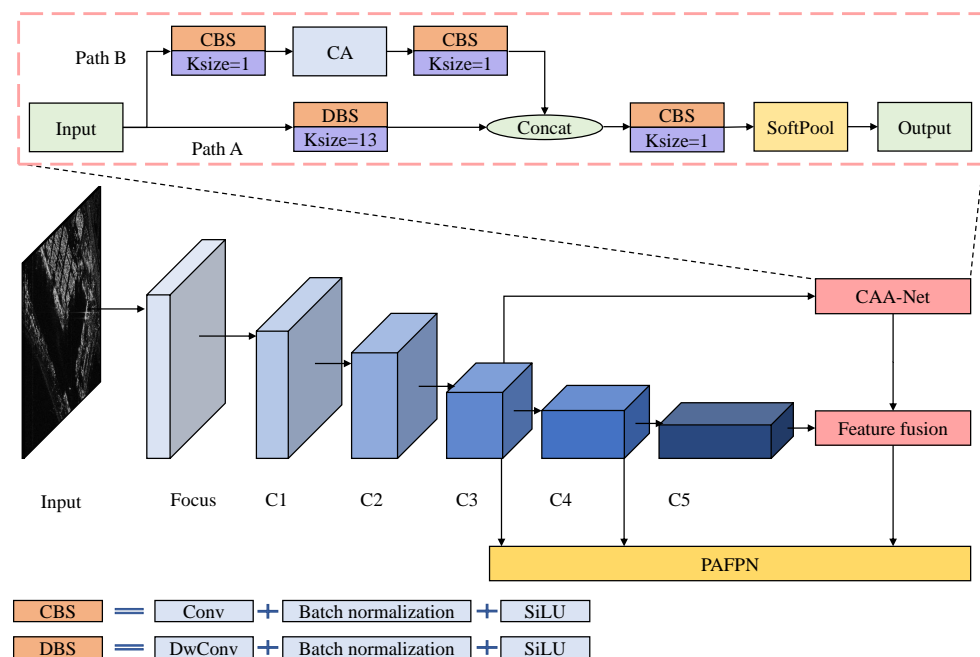 Path B
CBS
Ksize=1
CA
CBS
Ksize=1
Input
Path A
DBS
Ksize=13
Concat
CBS
Ksize=1
SoftPool
Output
CAA-Net
Feature fusion
Input
Focus
C1
C2
C3
C4
C5
PAFPN
CBS = Conv + Batch normalization + SiLU
DBS = DwConv + Batch normalization + SiLU